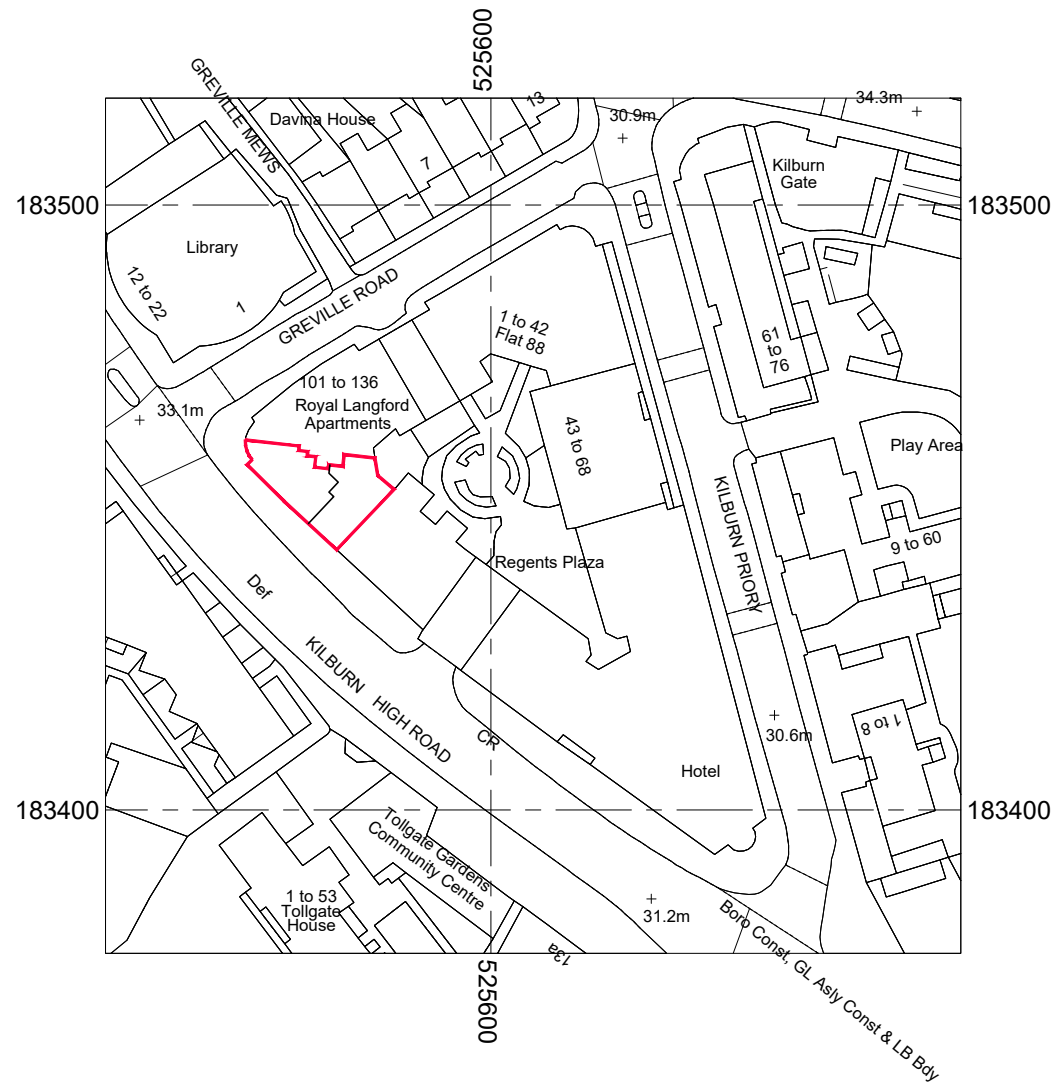 525600
GREVILLE MEWS
Davina House
13
30.9m
34.3m
7
Kilburn
Gate
183500
183500
Library
12 to 22
1
GREVILLE ROAD
1 to 42
Flat 88
61
to
76
101 to 136
Royal Langford
Apartments
33.1m
43 to 68
Play Area
KILBURN PRIORY
9 to 60
Regents Plaza
Def
KILBURN HIGH ROAD
CR
1 to 8
30.6m
Hotel
183400
183400
Tollgate Gardens
Community Centre
1 to 53
Tollgate
House
31.2m
13a
Boro Const, GL Asly Const & LB Bdy
525600